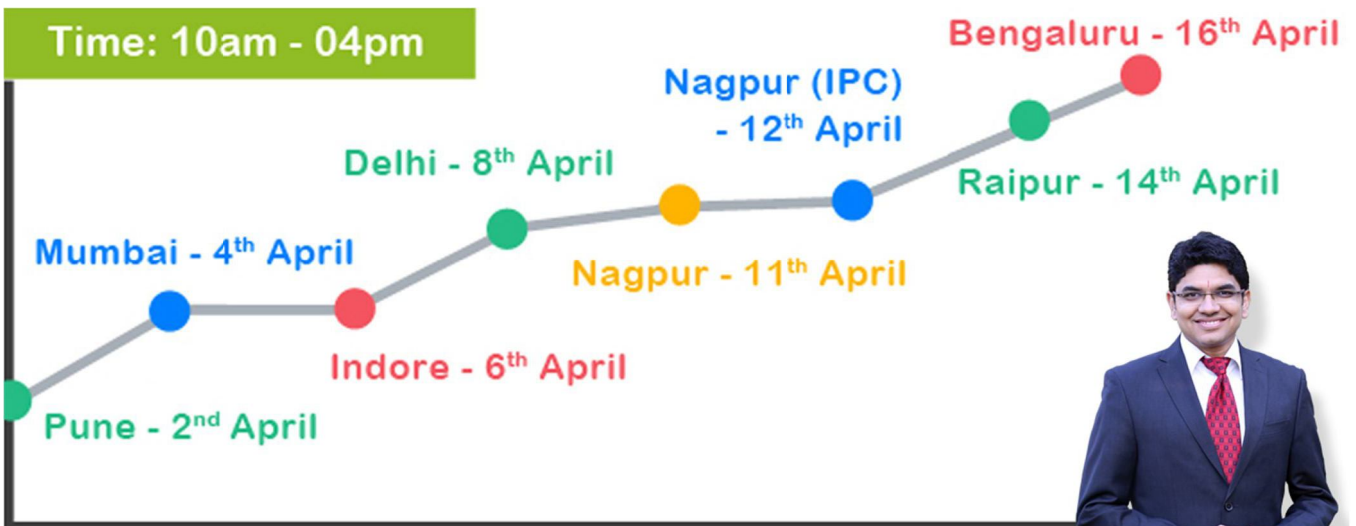 Time: 10am - 04pm
Bengaluru - 16th April
Nagpur (IPC)
- 12th April
Delhi - 8th April
Raipur - 14th April
Mumbai - 4th April
Nagpur - 11th April
Indore - 6th April
Pune - 2nd April